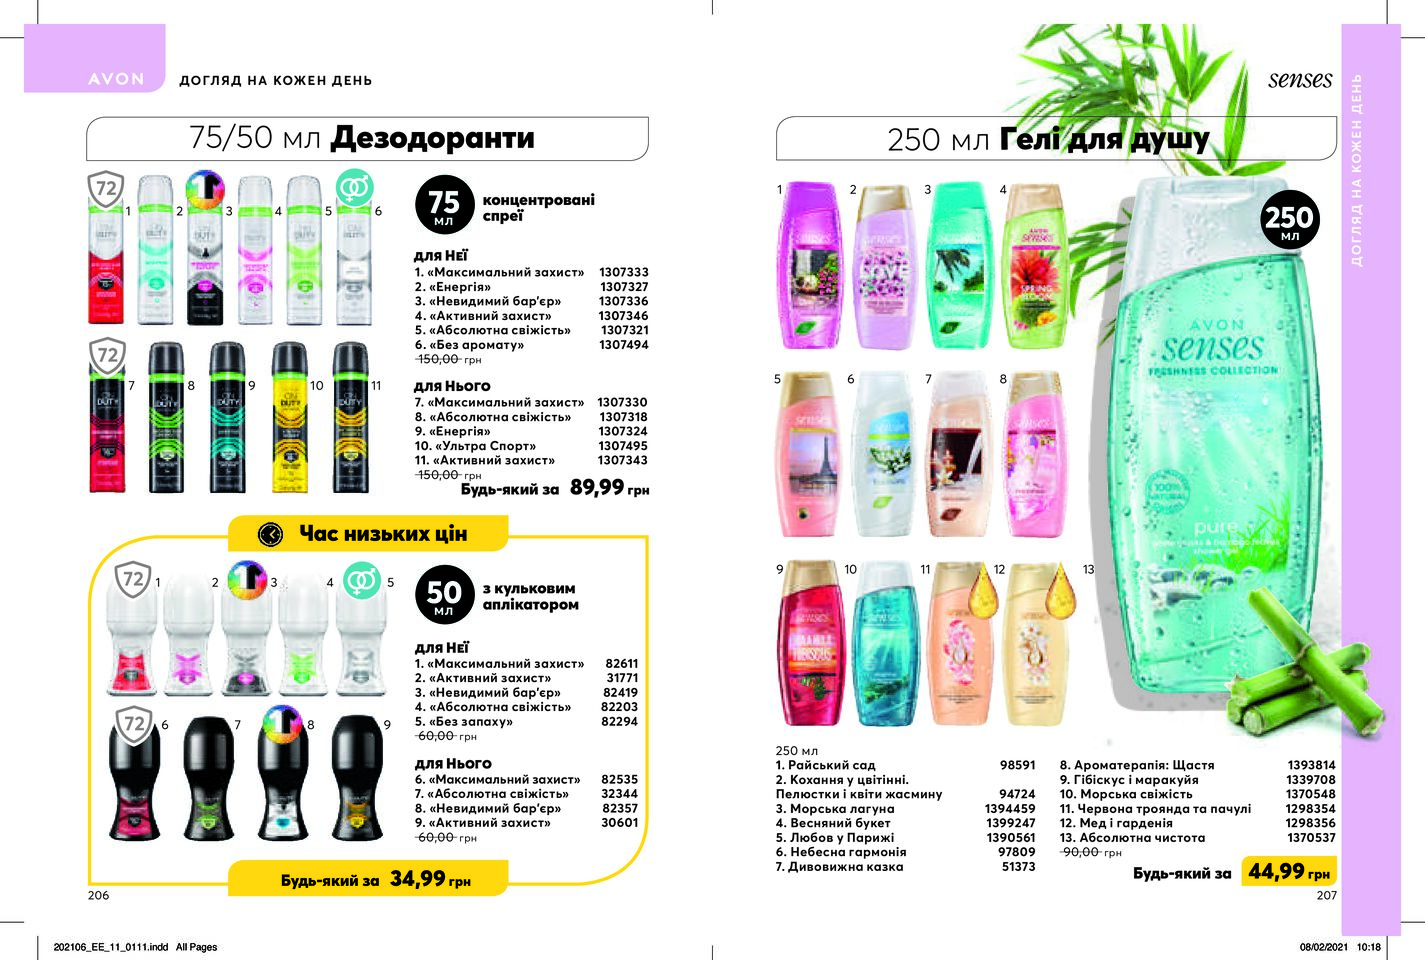 AVON
ДОГЛЯД НА КОЖЕН ДЕНЬ
75/50 мл Дезодоранти
72
1 2 3 4 5 6
75 мл
концентровані
спреї
для Неї
1. «Максимальний захист» 1307333
2. «Енергія» 1307327
3. «Невидимий бар’єр» 1307336
4. «Активний захист» 1307346
5. «Абсолютна свіжість» 1307321
6. «Без аромату» 1307494
150,00 грн
72
7 8 9 10 11
для Нього
7. «Максимальний захист» 1307330
8. «Абсолютна свіжість» 1307318
9. «Енергія» 1307324
10. «Ультра Спорт» 1307495
11. «Активний захист» 1307343
150,00 грн
Будь-який за 89,99 грн
Час низьких цін
72
1 2 3 4 5
50 мл
з кульковим
аплікатором
для Неї
1. «Максимальний захист» 82611
2. «Активний захист» 31771
3. «Невидимий бар’єр» 82419
4. «Абсолютна свіжість» 82203
5. «Без запаху» 82294
60,00 грн
72
6 7 8 9
для Нього
6. «Максимальний захист» 82535
7. «Абсолютна свіжість» 32344
8. «Невидимий бар’єр» 82357
9. «Активний захист» 30601
60,00 грн
Будь-який за 34,99 грн
206
senses
ДОГЛЯД НА КОЖЕН ДЕНЬ
250 мл Гелі для душу
1 2 3 4
250
мл
AVON
senses
FRESHNESS COLLECTION
100%
NATURAL
pure
shower gel
SPRING
BLOOM
LOVE
HIBISCUS
5 6 7 8
9 10 11 12 13
250 мл
1. Райський сад 98591
2. Кохання у цвітінні.
Пелюстки і квіти жасмину 94724
3. Морська лагуна 1394459
4. Весняний букет 1399247
5. Любов у Парижі 1390561
6. Небесна гармонія 97809
7. Дивовижна казка 51373
8. Ароматерапія: Щастя 1393814
9. Гібіскус і маракуйя 1339708
10. Морська свіжість 1370548
11. Червона троянда та пачулі 1298354
12. Мед і гарденія 1298356
13. Абсолютна чистота 1370537
90,00 грн
Будь-який за 44,99 грн
207
202106_EE_11_0111.indd All Pages
08/02/2021 10:18